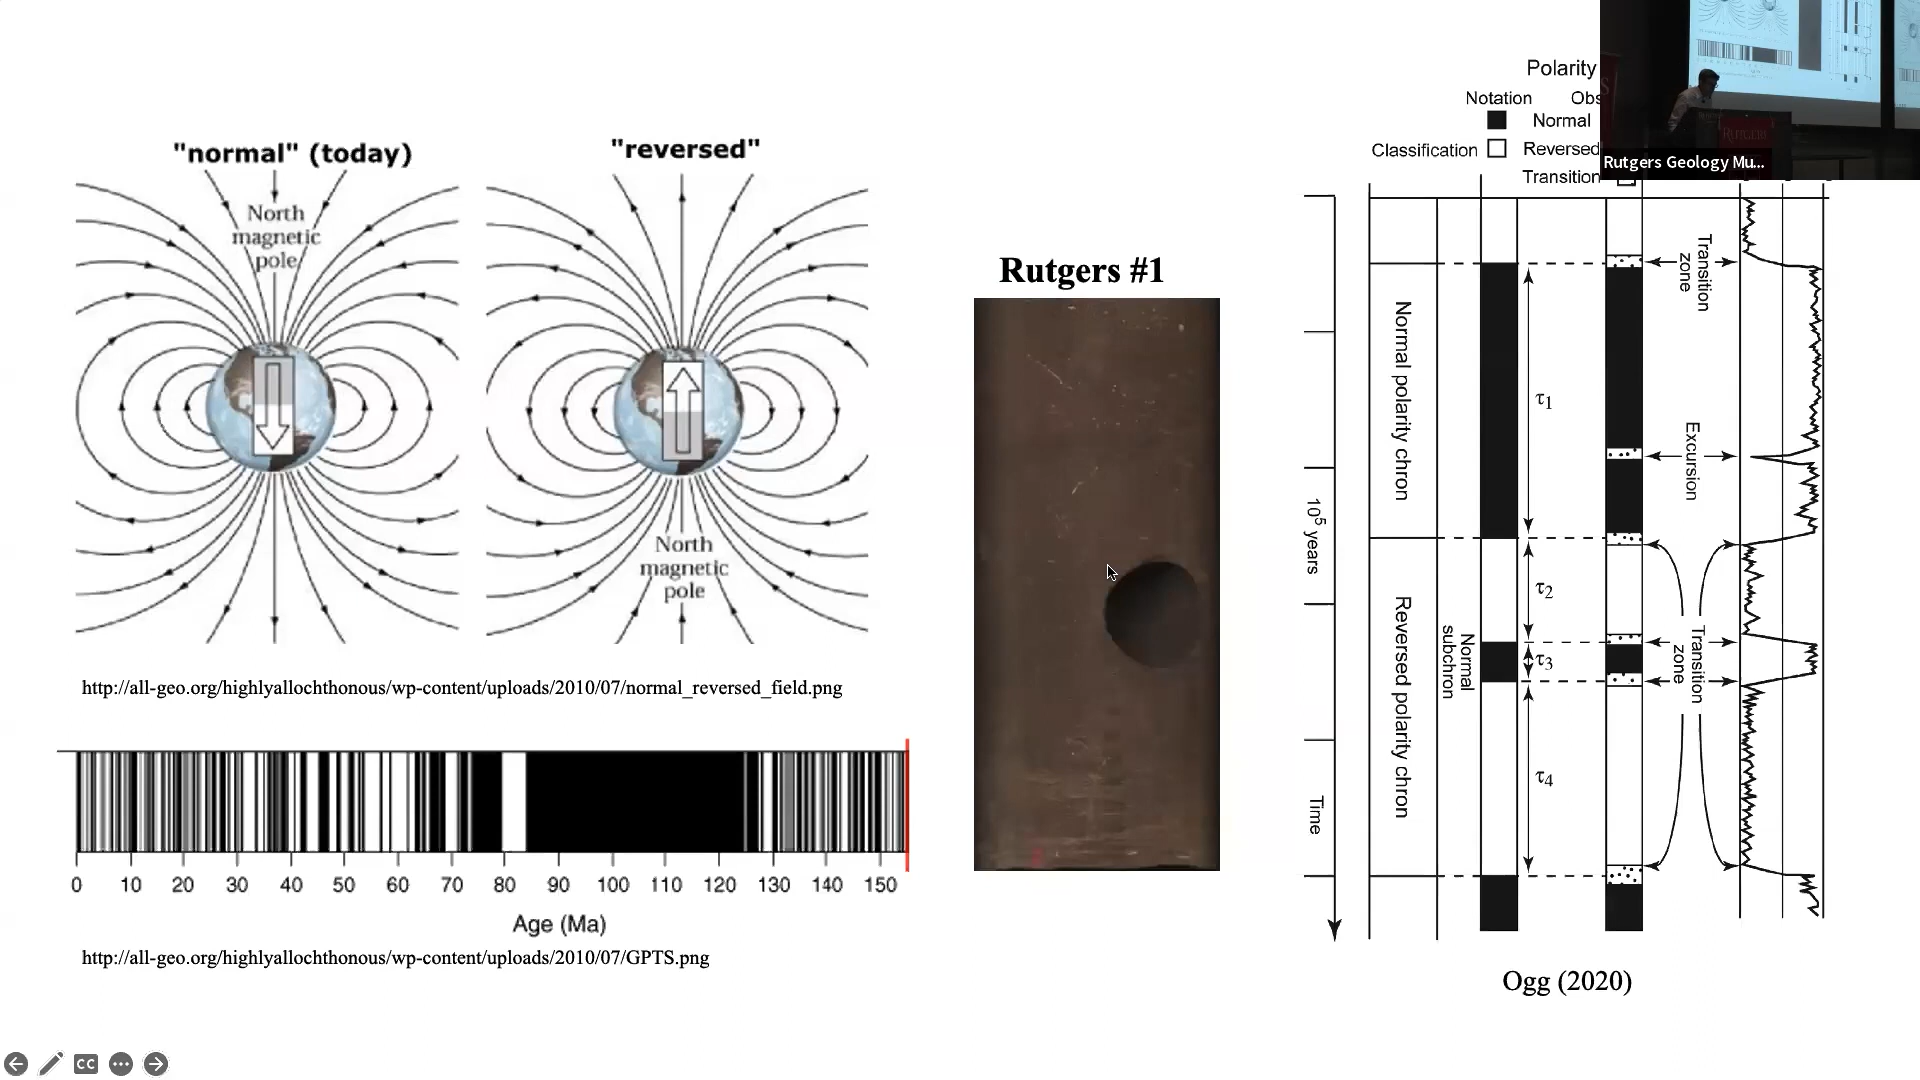 "normal" (today)
North
magnetic
pole
"reversed"
North
magnetic
pole
http://all-geo.org/highlyallochthonous/wp-content/uploads/2010/07/normal_reversed_field.png
0 10 20 30 40 50 60 70 80 90 100 110 120 130 140 150
Age (Ma)
http://all-geo.org/highlyallochthonous/wp-content/uploads/2010/07/GPTS.png
Rutgers #1
Polarity
Notation Obs
Normal
Classification Reversed
Transition
10⁵ years
Time
Normal polarity chron
Reversed polarity chron
Normal
subchron
τ1
τ2
τ3
τ4
Transition
zone
Excursion
Transition
zone
Ogg (2020)
RUTGERS
Rutgers Geology Mu...
CC